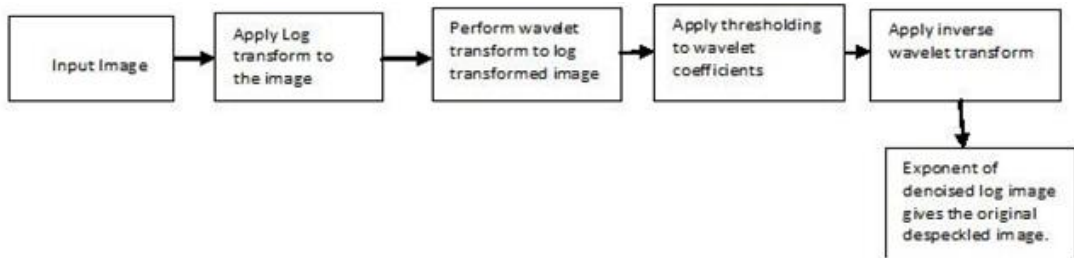 Input Image
Apply Log
transform to
the image
Perform wavelet
transform to log
transformed image
Apply thresholding
to wavelet
coefficients
Apply inverse
wavelet transform
Exponent of
denoised log image
gives the original
despeckled image.